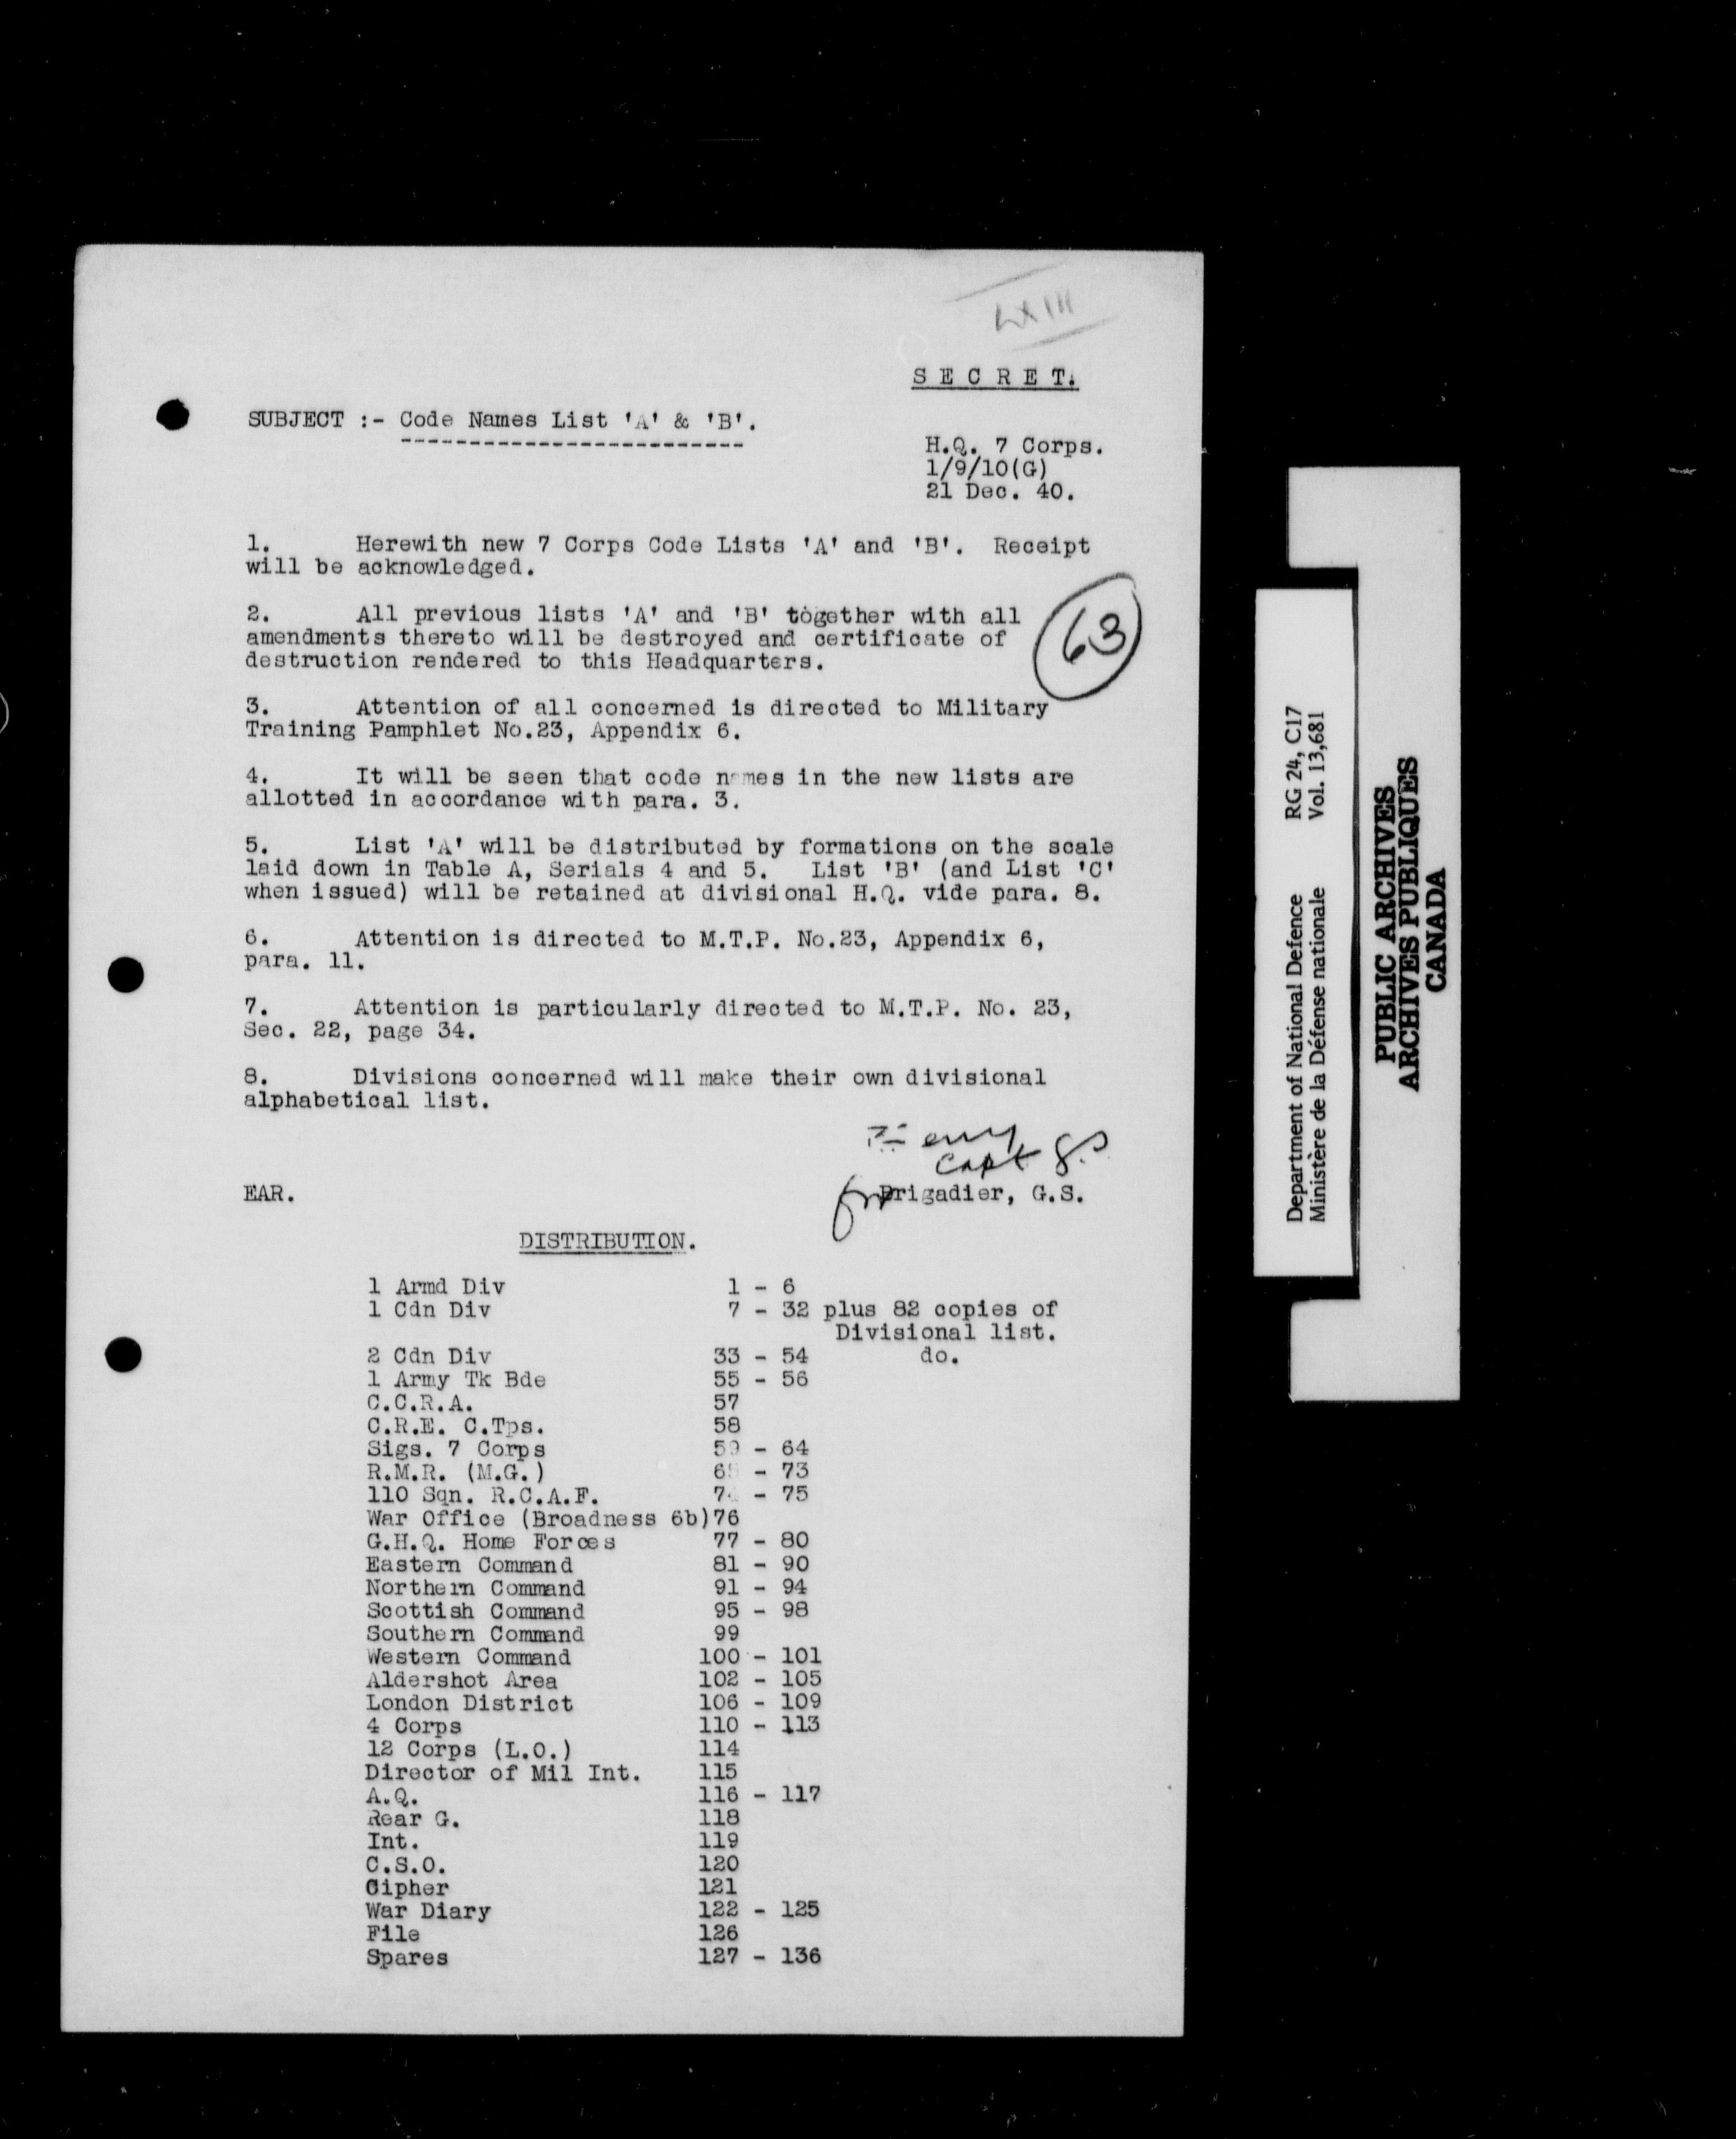 LXIII
S E C R E T.
SUBJECT :- Code Names List 'A' & 'B'.
H.Q. 7 Corps.
1/9/10(G)
21 Dec. 40.
1. Herewith new 7 Corps Code Lists 'A' and 'B'. Receipt
will be acknowledged.
2. All previous lists 'A' and 'B' together with all
amendments thereto will be destroyed and certificate of
destruction rendered to this Headquarters.
63
3. Attention of all concerned is directed to Military
Training Pamphlet No.23, Appendix 6.
4. It will be seen that code names in the new lists are
allotted in accordance with para. 3.
5. List 'A' will be distributed by formations on the scale
laid down in Table A, Serials 4 and 5. List 'B' (and List 'C'
when issued) will be retained at divisional H.Q. vide para. 8.
6. Attention is directed to M.T.P. No.23, Appendix 6,
para. 11.
7. Attention is particularly directed to M.T.P. No. 23,
Sec. 22, page 34.
8. Divisions concerned will make their own divisional
alphabetical list.
Capt G.S.
EAR. for Brigadier, G.S.
DISTRIBUTION.
1 Armd Div 1 - 6
1 Cdn Div 7 - 32 plus 82 copies of
Divisional list.
2 Cdn Div 33 - 54 do.
1 Army Tk Bde 55 - 56
C.C.R.A. 57
C.R.E. C.Tps. 58
Sigs. 7 Corps 59 - 64
R.M.R. (M.G.) 65 - 73
110 Sqn. R.C.A.F. 74 - 75
War Office (Broadness 6b)76
G.H.Q. Home Forces 77 - 80
Eastern Command 81 - 90
Northern Command 91 - 94
Scottish Command 95 - 98
Southern Command 99
Western Command 100 - 101
Aldershot Area 102 - 105
London District 106 - 109
4 Corps 110 - 113
12 Corps (L.O.) 114
Director of Mil Int. 115
A.Q. 116 - 117
Rear G. 118
Int. 119
C.S.O. 120
Cipher 121
War Diary 122 - 125
File 126
Spares 127 - 136
Department of National Defence RG 24, C17
Ministère de la Défense nationale Vol. 13,681
PUBLIC ARCHIVES
ARCHIVES PUBLIQUES
CANADA